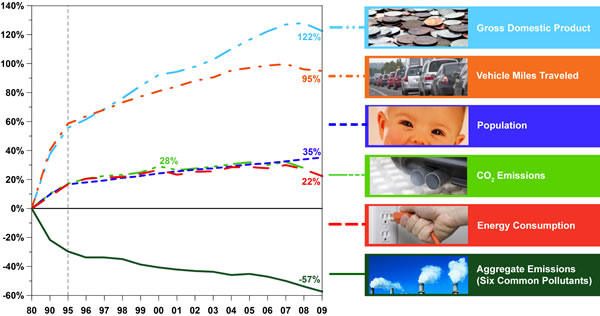 140%
120%
100%
80%
60%
40%
20%
0%
-20%
-40%
-60%
122%
95%
35%
28%
22%
-57%
80 90 95 96 97 98 99 00 01 02 03 04 05 06 07 08 09
Gross Domestic Product
Vehicle Miles Traveled
Population
CO₂ Emissions
Energy Consumption
Aggregate Emissions
(Six Common Pollutants)